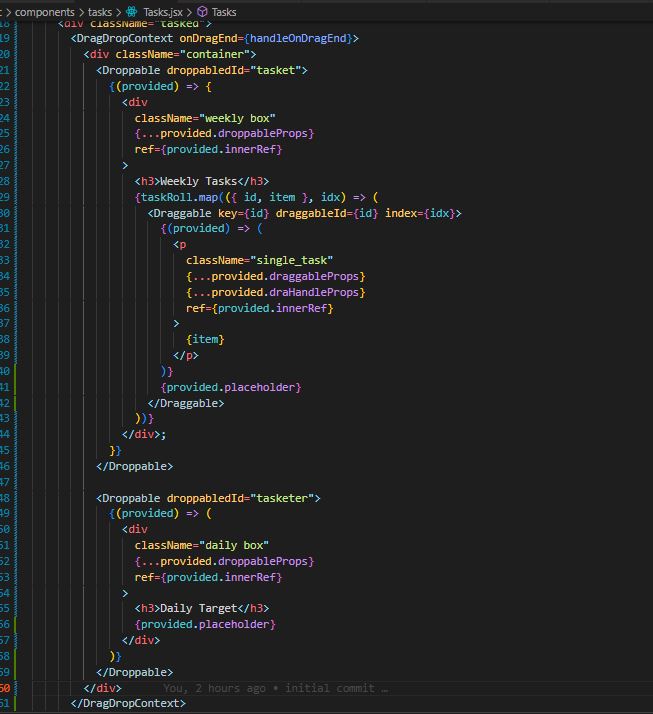 components > tasks > Tasks.jsx > Tasks
18 <div className="tasked">
19 <DragDropContext onDragEnd={handleOnDragEnd}>
20 <div className="container">
21 <Droppable droppabledId="tasket">
22 {(provided) => {
23 <div
24 className="weekly box"
25 {...provided.droppableProps}
26 ref={provided.innerRef}
27 >
28 <h3>Weekly Tasks</h3>
29 {taskRoll.map(({ id, item }, idx) => (
30 <Draggable key={id} draggableId={id} index={idx}>
31 {(provided) => (
32 <p
33 className="single_task"
34 {...provided.draggableProps}
35 {...provided.draHandleProps}
36 ref={provided.innerRef}
37 >
38 {item}
39 </p>
40 )}
41 {provided.placeholder}
42 </Draggable>
43 ))}
44 </div>;
45 }}
46 </Droppable>
47
48 <Droppable droppabledId="tasketer">
49 {(provided) => (
50 <div
51 className="daily box"
52 {...provided.droppableProps}
53 ref={provided.innerRef}
54 >
55 <h3>Daily Target</h3>
56 {provided.placeholder}
57 </div>
58 )}
59 </Droppable>
60 </div> You, 2 hours ago • initial commit …
61 </DragDropContext>